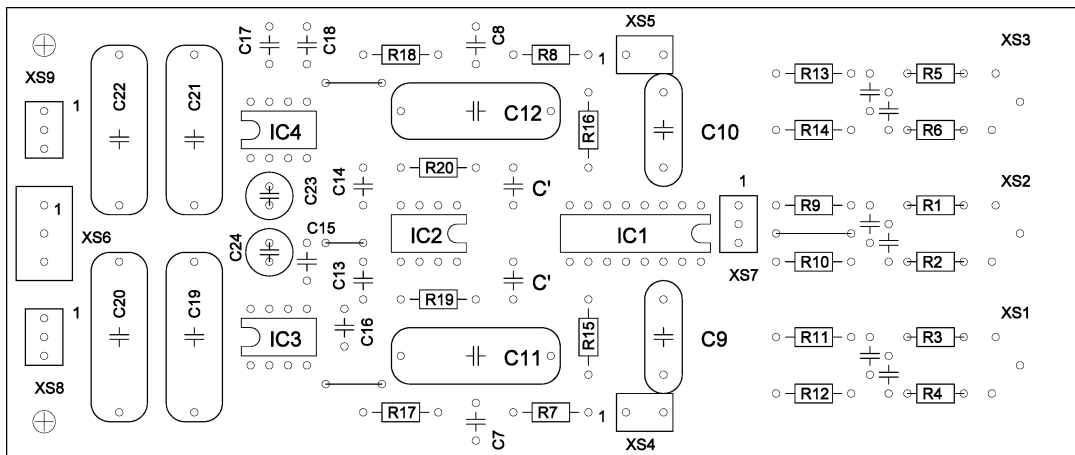 C17 C18 C8 XS5 XS3
R18 R8 1
XS9 R13 R5
1 C22 C21 C12 R16 C10
IC4 R14 R6
R20
C14 C' 1 XS2
C23
1 R9 R1
XS6 C24 C15 IC2 IC1
R10 R2
C13 C' XS7
C20 C19 R19
1 XS1
IC3 C16 R15 C9 R11 R3
C11
XS8
R12 R4
R17 R7 1
C7 XS4